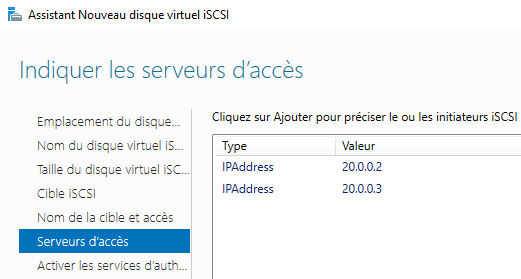 Assistant Nouveau disque virtuel iSCSI
Indiquer les serveurs d'accès
Emplacement du disque...
Nom du disque virtuel iS...
Taille du disque virtuel iSC...
Cible iSCSI
Nom de la cible et accès
Serveurs d'accès
Activer les services d'auth...
Cliquez sur Ajouter pour préciser le ou les initiateurs iSCSI
Type Valeur
IPAddress 20.0.0.2
IPAddress 20.0.0.3